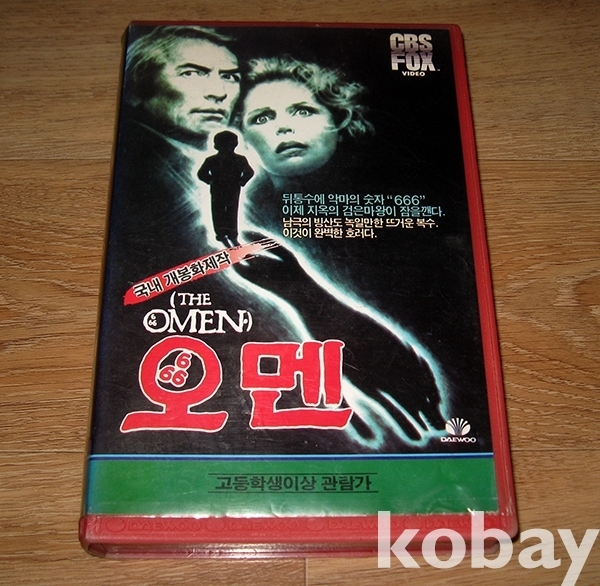 CBS
FOX
VIDEO
뒤통수에 악마의 숫자 "666"
이제 지옥의 검은마왕이 잠을깬다.
남극의 빙산도 녹일만한 뜨거운 복수.
이것이 완벽한 호러다.
국내 개봉화제작
(THE
666
OMEN)
666
오멘
DAEWOO
고등학생이상 관람가
DAEWOO
kobay